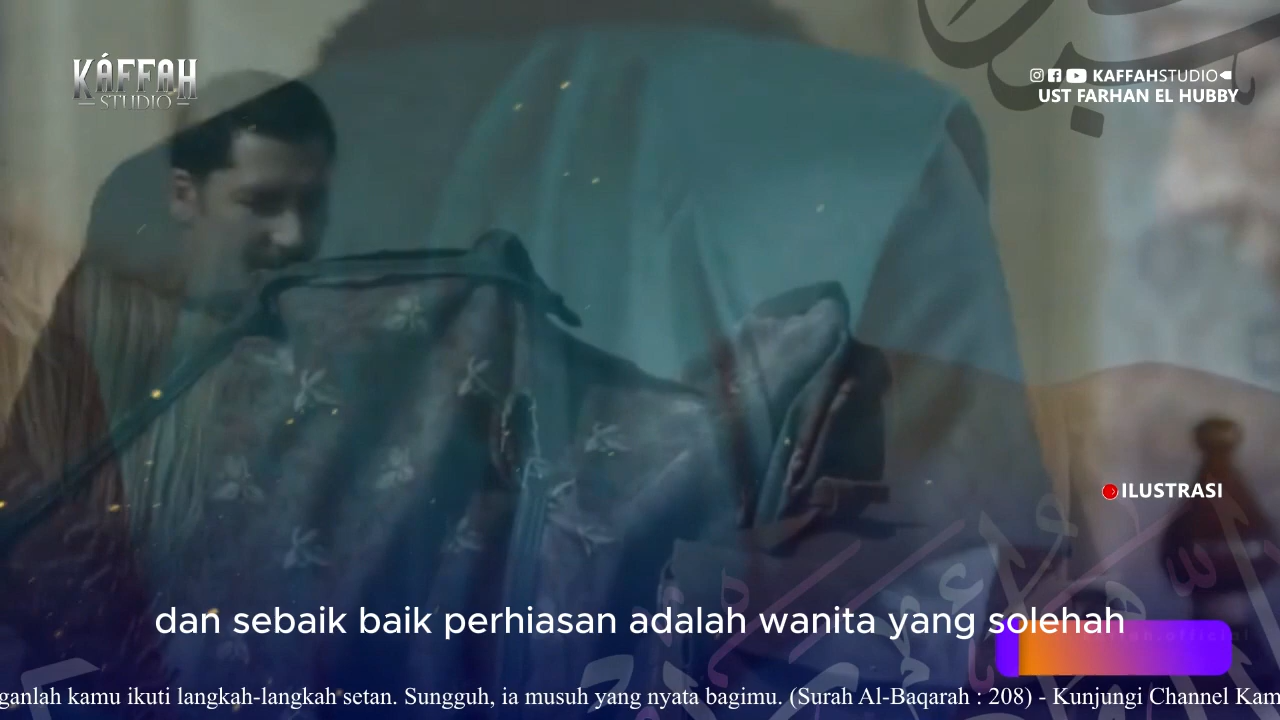 KÁFFAH
STUDIO
KAFFAHSTUDIO
UST FARHAN EL HUBBY
ILUSTRASI
dan sebaik baik perhiasan adalah wanita yang solehah
ganlah kamu ikuti langkah-langkah setan. Sungguh, ia musuh yang nyata bagimu. (Surah Al-Baqarah : 208) - Kunjungi Channel Kam